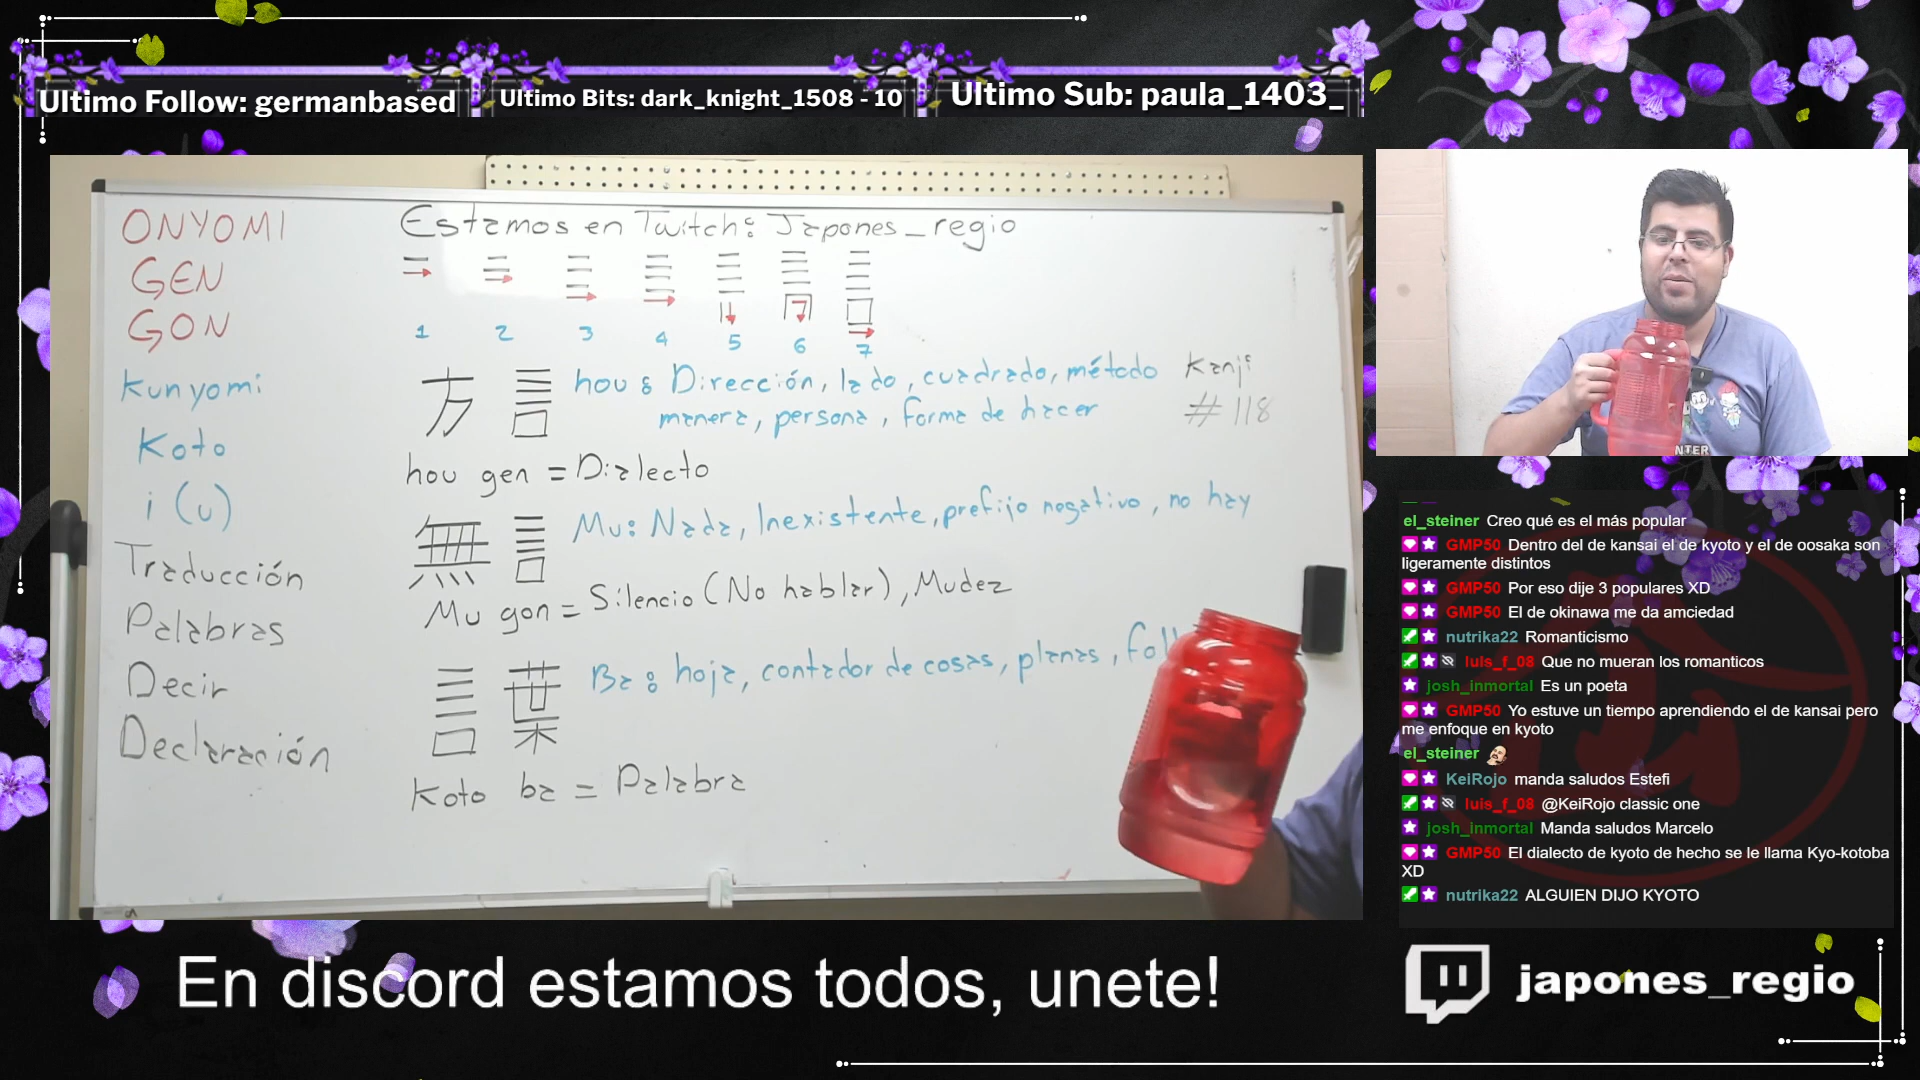 Ultimo Follow: germanbased
Ultimo Bits: dark_knight_1508 - 10
Ultimo Sub: paula_1403_
ONYOMI
GEN
GON
Kunyomi
Koto
i (u)
Traducción
Palabras
Decir
Declaración
Estamos en Twitch: Japones_regio
1 2 3 4 5 6 7
方言 hou: Dirección, lado, cuadrado, método
manera, persona, forma de hacer
Kanji
#118
hou gen = Dialecto
無言 Mu: Nada, Inexistente, prefijo negativo, no hay
Mu gon = Silencio (No hablar), Mudez
言葉 Ba: hoja, contador de cosas, planas, fol
Koto ba = Palabra
NTER
el_steiner Creo qué es el más popular
GMP50 Dentro del de kansai el de kyoto y el de oosaka son
ligeramente distintos
GMP50 Por eso dije 3 populares XD
GMP50 El de okinawa me da amciedad
nutrika22 Romanticismo
luis_f_08 Que no mueran los romanticos
josh_inmortal Es un poeta
GMP50 Yo estuve un tiempo aprendiendo el de kansai pero
me enfoque en kyoto
el_steiner
KeiRojo manda saludos Estefi
luis_f_08 @KeiRojo classic one
josh_inmortal Manda saludos Marcelo
GMP50 El dialecto de kyoto de hecho se le llama Kyo-kotoba
XD
nutrika22 ALGUIEN DIJO KYOTO
En discord estamos todos, unete!
japones_regio